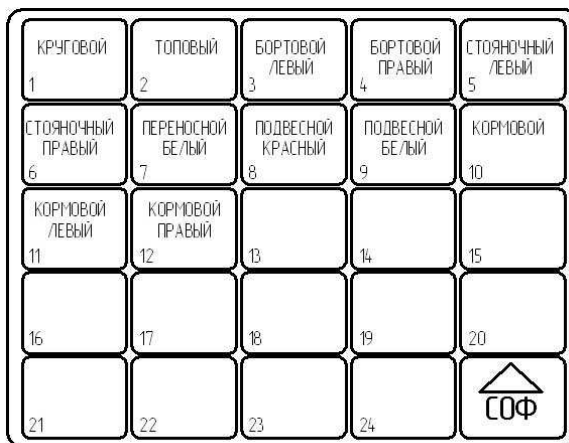 КРУГОВОЙ
1
ТОПОВЫЙ
2
БОРТОВОЙ
ЛЕВЫЙ
3
БОРТОВОЙ
ПРАВЫЙ
4
СТОЯНОЧНЫЙ
ЛЕВЫЙ
5
СТОЯНОЧНЫЙ
ПРАВЫЙ
6
ПЕРЕНОСНОЙ
БЕЛЫЙ
7
ПОДВЕСНОЙ
КРАСНЫЙ
8
ПОДВЕСНОЙ
БЕЛЫЙ
9
КОРМОВОЙ
10
КОРМОВОЙ
ЛЕВЫЙ
11
КОРМОВОЙ
ПРАВЫЙ
12
13
14
15
16
17
18
19
20
21
22
23
24
СОФ